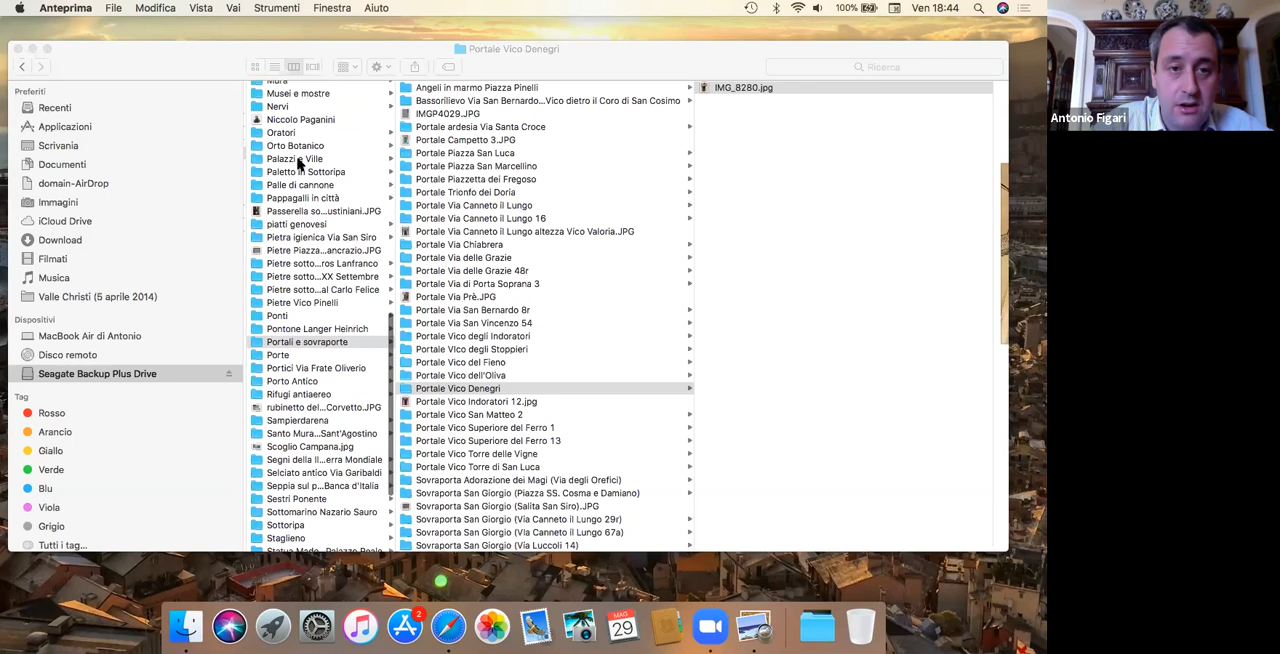 Anteprima File Modifica Vista Vai Strumenti Finestra Aiuto 100% Ven 18:44
Portale Vico Denegri
Ricerca
Preferiti
Recenti
Applicazioni
Scrivania
Documenti
domain-AirDrop
Immagini
iCloud Drive
Download
Filmati
Musica
Valle Christi (5 aprile 2014)
Dispositivi
MacBook Air di Antonio
Disco remoto
Seagate Backup Plus Drive
Tag
Rosso
Arancio
Giallo
Verde
Blu
Viola
Grigio
Tutti i tag...
Mura
Musei e mostre
Nervi
Niccolo Paganini
Oratori
Orto Botanico
Palazzi e Ville
Paletto in Sottoripa
Palle di cannone
Pappagalli in città
Passerella so...ustiniani.JPG
piatti genovesi
Pietra igienica Via San Siro
Pietre Piazza...ancrazio.JPG
Pietre sotto...ros Lanfranco
Pietre sotto...XX Settembre
Pietre sotto...al Carlo Felice
Pietre Vico Pinelli
Ponti
Pontone Langer Heinrich
Portali e sovraporte
Porte
Portici Via Frate Oliverio
Porto Antico
Rifugi antiaereo
rubinetto del...Corvetto.JPG
Sampierdarena
Santo Mura...Sant'Agostino
Scoglio Campana.jpg
Segni della II...erra Mondiale
Selciato antico Via Garibaldi
Seppia sul p...Banca d'Italia
Sestri Ponente
Sottomarino Nazario Sauro
Sottoripa
Staglieno
Statua Mado...Palazzo Reale
Angeli in marmo Piazza Pinelli
Bassorilievo Via San Bernardo...Vico dietro il Coro di San Cosimo
IMGP4029.JPG
Portale ardesia Via Santa Croce
Portale Campetto 3.JPG
Portale Piazza San Luca
Portale Piazza San Marcellino
Portale Piazzetta dei Fregoso
Portale Trionfo dei Doria
Portale Via Canneto il Lungo
Portale Via Canneto il Lungo 16
Portale Via Canneto il Lungo altezza Vico Valoria.JPG
Portale Via Chiabrera
Portale Via delle Grazie
Portale Via delle Grazie 48r
Portale Via di Porta Soprana 3
Portale Via Prè.JPG
Portale Via San Bernardo 8r
Portale Via San Vincenzo 54
Portale Vico degli Indoratori
Portale VIco degli Stoppieri
Portale Vico del Fieno
Portale Vico dell'Oliva
Portale Vico Denegri
Portale Vico Indoratori 12.jpg
Portale Vico San Matteo 2
Portale Vico Superiore del Ferro 1
Portale Vico Superiore del Ferro 13
Portale Vico Torre delle Vigne
Portale Vico Torre di San Luca
Sovraporta Adorazione dei Magi (Via degli Orefici)
Sovraporta San Giorgio (Piazza SS. Cosma e Damiano)
Sovraporta San Giorgio (Salita San Siro).JPG
Sovraporta San Giorgio (Via Canneto il Lungo 29r)
Sovraporta San Giorgio (Via Canneto il Lungo 67a)
Sovraporta San Giorgio (Via Luccoli 14)
IMG_8280.jpg
Antonio Figari
2
MAG
29